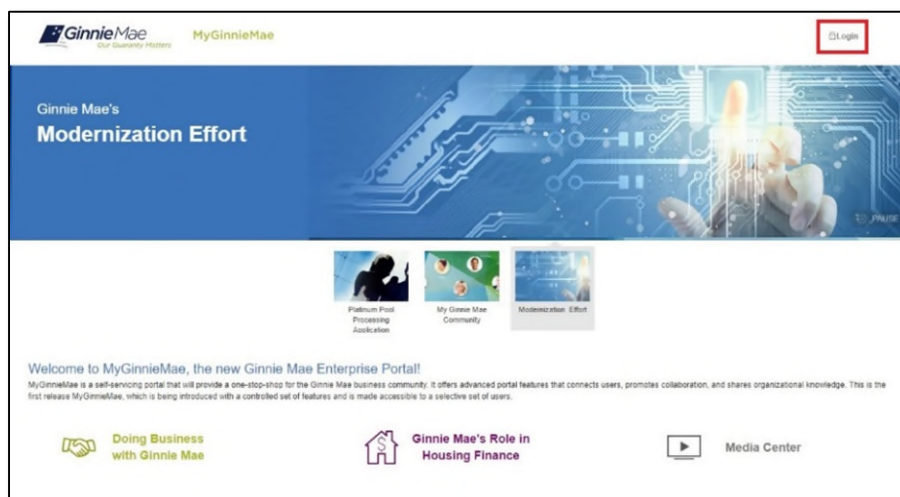 GinnieMae
Our Guaranty Matters
MyGinnieMae
Login
Ginnie Mae's
Modernization Effort
PAUSE
Platinum Pool
Processing
Application
My Ginnie Mae
Community
Modernization Effort
Welcome to MyGinnieMae, the new Ginnie Mae Enterprise Portal!
MyGinnieMae is a self-servicing portal that will provide a one-stop-shop for the Ginnie Mae business community. It offers advanced portal features that connects users, promotes collaboration, and shares organizational knowledge. This is the
first release MyGinnieMae, which is being introduced with a controlled set of features and is made accessible to a selective set of users.
Doing Business
with Ginnie Mae
Ginnie Mae's Role in
Housing Finance
Media Center